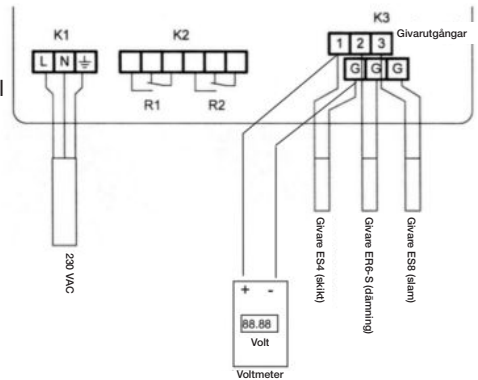 K1
K2
K3
Givarutgångar
L N
1 2 3
G G G
R1
R2
230 VAC
Givare ES4 (skikt)
Givare ER6-S (dämning)
Givare ES8 (slam)
+ -
88.88
Volt
Voltmeter